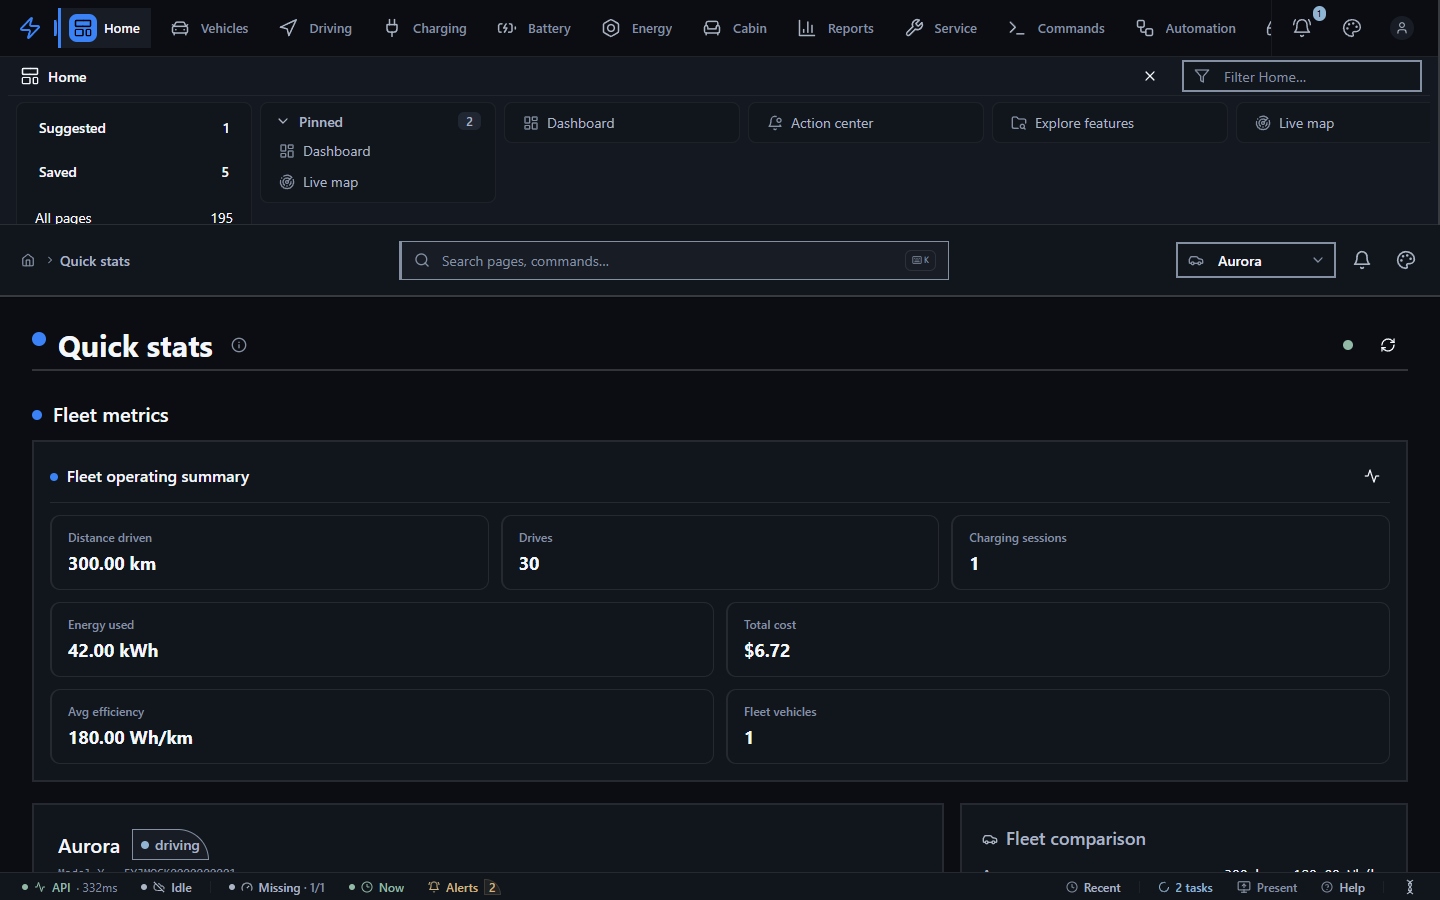 Home
Vehicles
Driving
Charging
Battery
Energy
Cabin
Reports
Service
Commands
Automation
1
Home
Filter Home...
Suggested 1
Saved 5
All pages 195
Pinned 2
Dashboard
Live map
Dashboard
Action center
Explore features
Live map
Quick stats
Search pages, commands...
K
Aurora
Quick stats
Fleet metrics
Fleet operating summary
Distance driven
300.00 km
Drives
30
Charging sessions
1
Energy used
42.00 kWh
Total cost
$6.72
Avg efficiency
180.00 Wh/km
Fleet vehicles
1
Aurora
driving
Fleet comparison
API · 332ms
Idle
Missing · 1/1
Now
Alerts 2
Recent
2 tasks
Present
Help